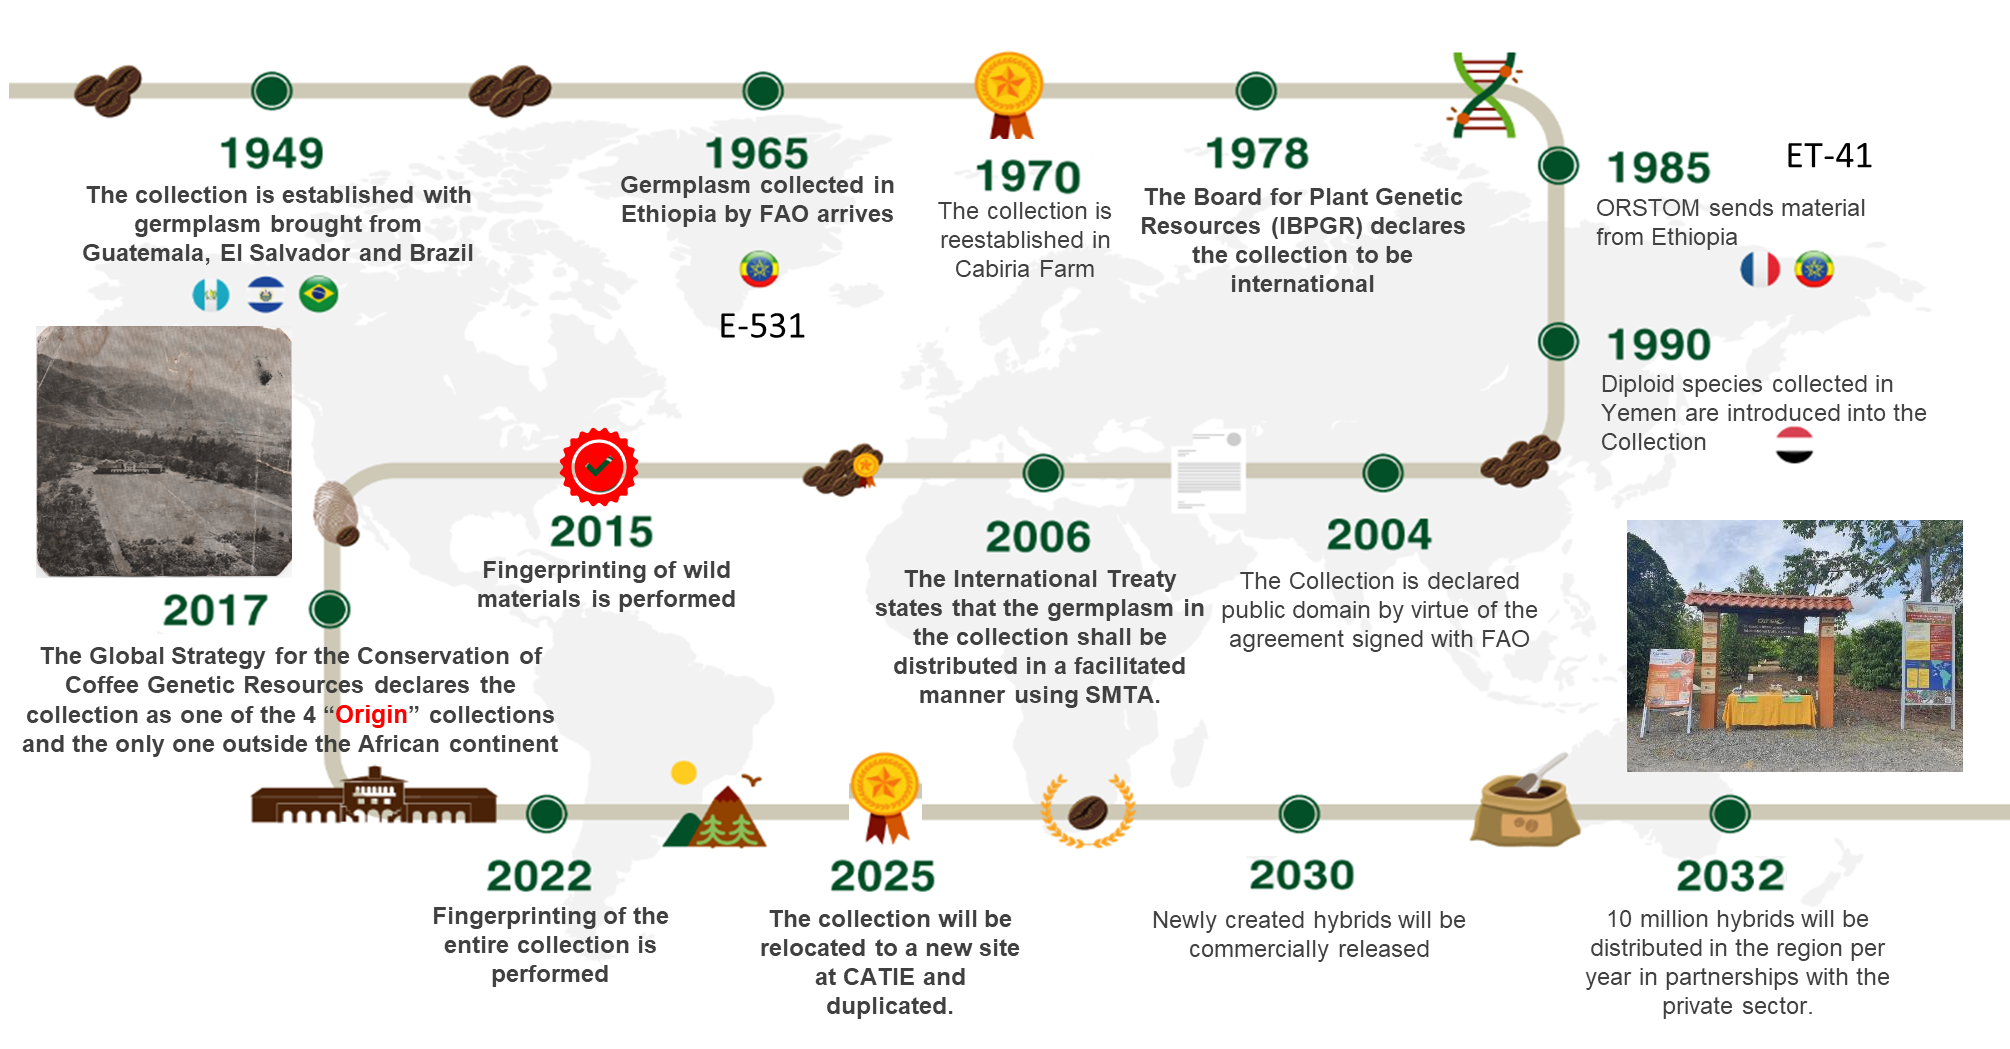 1949
The collection is established with
germplasm brought from
Guatemala, El Salvador and Brazil
1965
Germplasm collected in
Ethiopia by FAO arrives
E-531
1970
The collection is
reestablished in
Cabiria Farm
1978
The Board for Plant Genetic
Resources (IBPGR) declares
the collection to be
international
1985
ET-41
ORSTOM sends material
from Ethiopia
1990
Diploid species collected in
Yemen are introduced into the
Collection
2004
The Collection is declared
public domain by virtue of the
agreement signed with FAO
2006
The International Treaty
states that the germplasm in
the collection shall be
distributed in a facilitated
manner using SMTA.
2015
Fingerprinting of wild
materials is performed
2017
The Global Strategy for the Conservation of
Coffee Genetic Resources declares the
collection as one of the 4 “Origin” collections
and the only one outside the African continent
2022
Fingerprinting of the
entire collection is
performed
2025
The collection will be
relocated to a new site
at CATIE and
duplicated.
2030
Newly created hybrids will be
commercially released
2032
10 million hybrids will be
distributed in the region per
year in partnerships with the
private sector.